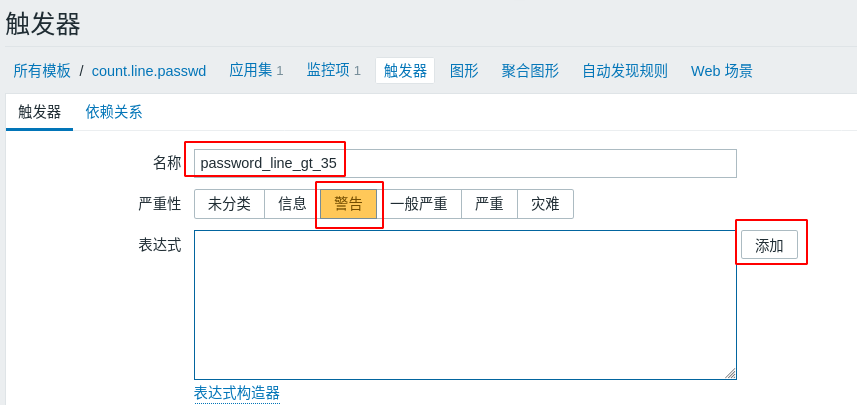 触发器
所有模板 / count.line.passwd 应用集 1 监控项 1 触发器 图形 聚合图形 自动发现规则 Web 场景
触发器 依赖关系
名称 password_line_gt_35
严重性 未分类 信息 警告 一般严重 严重 灾难
表达式 添加
表达式构造器